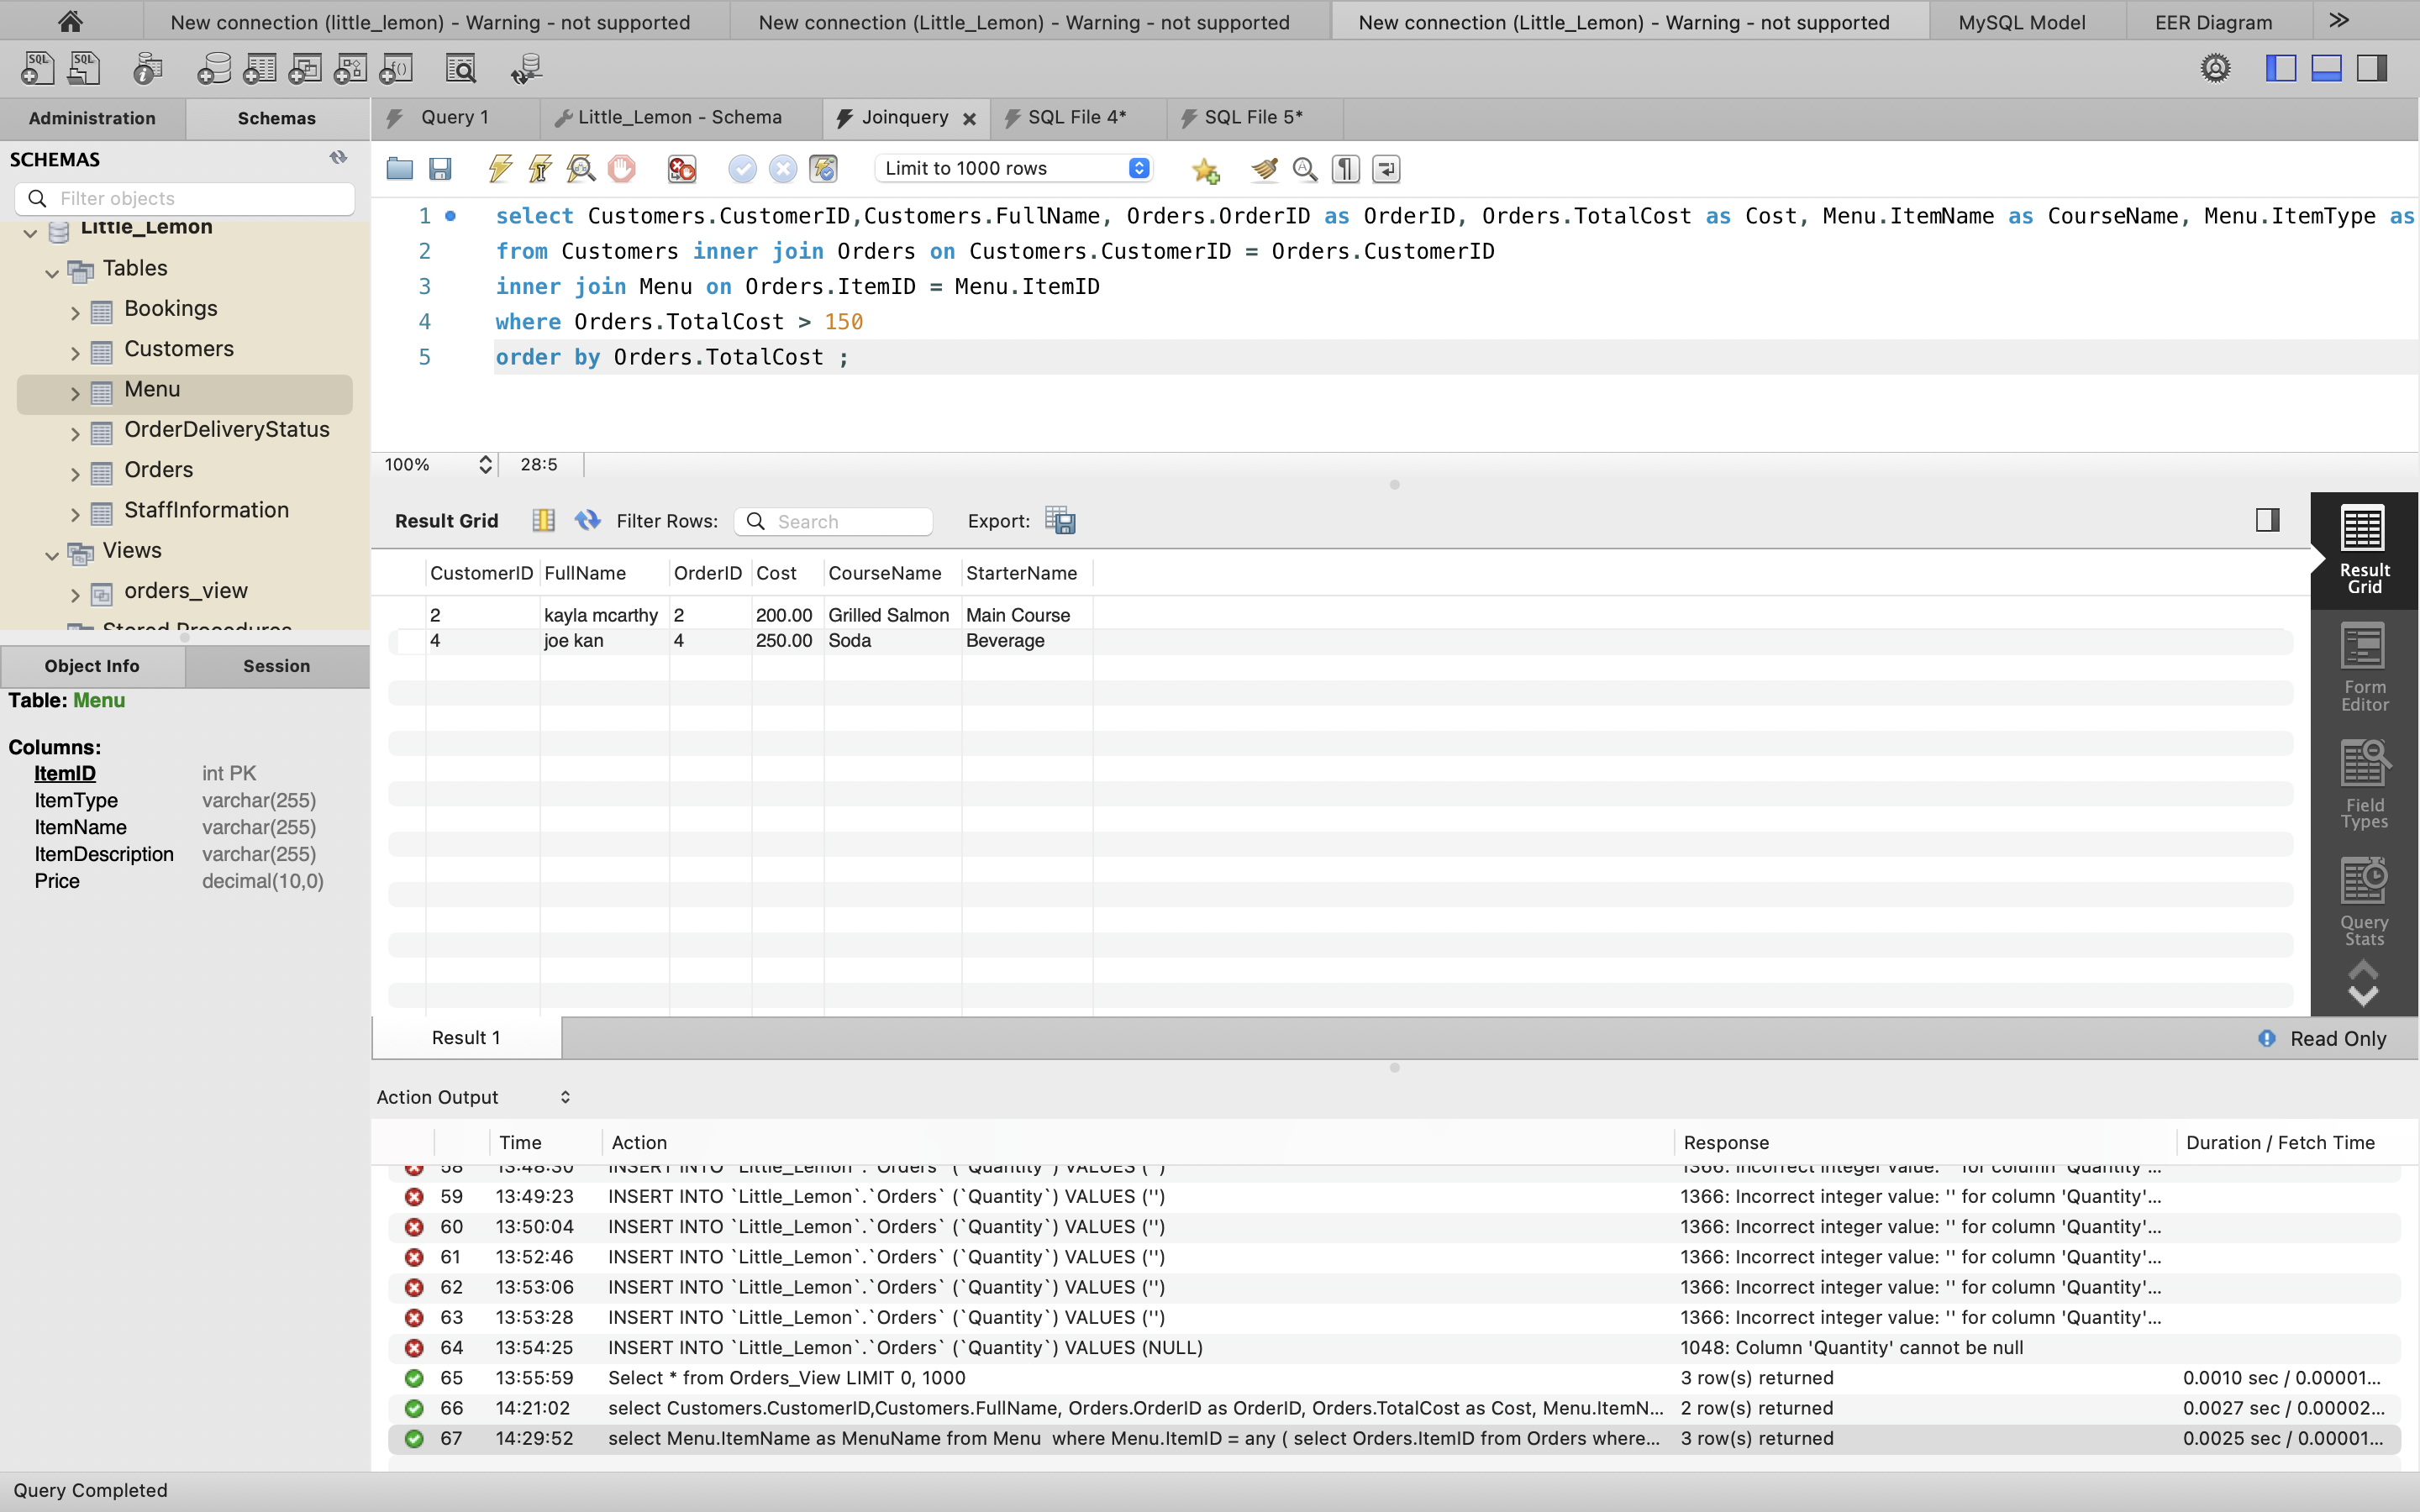 New connection (little_lemon) - Warning - not supported
New connection (Little_Lemon) - Warning - not supported
New connection (Little_Lemon) - Warning - not supported
MySQL Model
EER Diagram
Administration
Schemas
Query 1
Little_Lemon - Schema
Joinquery
SQL File 4*
SQL File 5*
SCHEMAS
Filter objects
Limit to 1000 rows
Little_Lemon
Tables
Bookings
Customers
Menu
OrderDeliveryStatus
Orders
StaffInformation
Views
orders_view
Stored Procedures
1 select Customers.CustomerID,Customers.FullName, Orders.OrderID as OrderID, Orders.TotalCost as Cost, Menu.ItemName as CourseName, Menu.ItemType as
2 from Customers inner join Orders on Customers.CustomerID = Orders.CustomerID
3 inner join Menu on Orders.ItemID = Menu.ItemID
4 where Orders.TotalCost > 150
5 order by Orders.TotalCost ;
100% 28:5
Result Grid Filter Rows: Search Export:
CustomerID FullName OrderID Cost CourseName StarterName
2 kayla mcarthy 2 200.00 Grilled Salmon Main Course
4 joe kan 4 250.00 Soda Beverage
Result
Grid
Form
Editor
Field
Types
Query
Stats
Object Info Session
Table: Menu
Columns:
ItemID int PK
ItemType varchar(255)
ItemName varchar(255)
ItemDescription varchar(255)
Price decimal(10,0)
Result 1
Read Only
Action Output
Time Action Response Duration / Fetch Time
58 13:48:30 INSERT INTO `Little_Lemon`.`Orders` (`Quantity`) VALUES ('') 1366: Incorrect integer value: '' for column 'Quantity'...
59 13:49:23 INSERT INTO `Little_Lemon`.`Orders` (`Quantity`) VALUES ('') 1366: Incorrect integer value: '' for column 'Quantity'...
60 13:50:04 INSERT INTO `Little_Lemon`.`Orders` (`Quantity`) VALUES ('') 1366: Incorrect integer value: '' for column 'Quantity'...
61 13:52:46 INSERT INTO `Little_Lemon`.`Orders` (`Quantity`) VALUES ('') 1366: Incorrect integer value: '' for column 'Quantity'...
62 13:53:06 INSERT INTO `Little_Lemon`.`Orders` (`Quantity`) VALUES ('') 1366: Incorrect integer value: '' for column 'Quantity'...
63 13:53:28 INSERT INTO `Little_Lemon`.`Orders` (`Quantity`) VALUES ('') 1366: Incorrect integer value: '' for column 'Quantity'...
64 13:54:25 INSERT INTO `Little_Lemon`.`Orders` (`Quantity`) VALUES (NULL) 1048: Column 'Quantity' cannot be null
65 13:55:59 Select * from Orders_View LIMIT 0, 1000 3 row(s) returned 0.0010 sec / 0.00001...
66 14:21:02 select Customers.CustomerID,Customers.FullName, Orders.OrderID as OrderID, Orders.TotalCost as Cost, Menu.ItemN... 2 row(s) returned 0.0027 sec / 0.00002...
67 14:29:52 select Menu.ItemName as MenuName from Menu where Menu.ItemID = any ( select Orders.ItemID from Orders where... 3 row(s) returned 0.0025 sec / 0.00001...
Query Completed